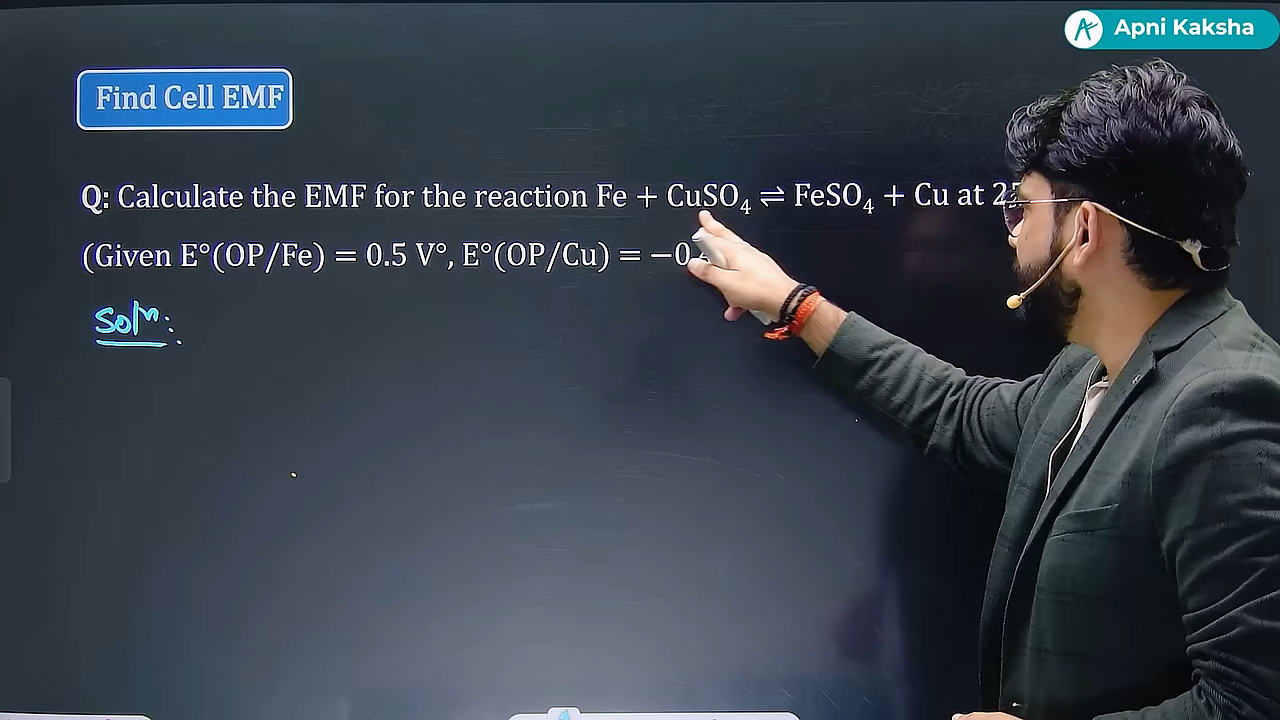 Apni Kaksha
Find Cell EMF
Q: Calculate the EMF for the reaction Fe + CuSO₄ ⇌ FeSO₄ + Cu at
(Given E°(OP/Fe) = 0.5 V°, E°(OP/Cu) =
Solⁿ: